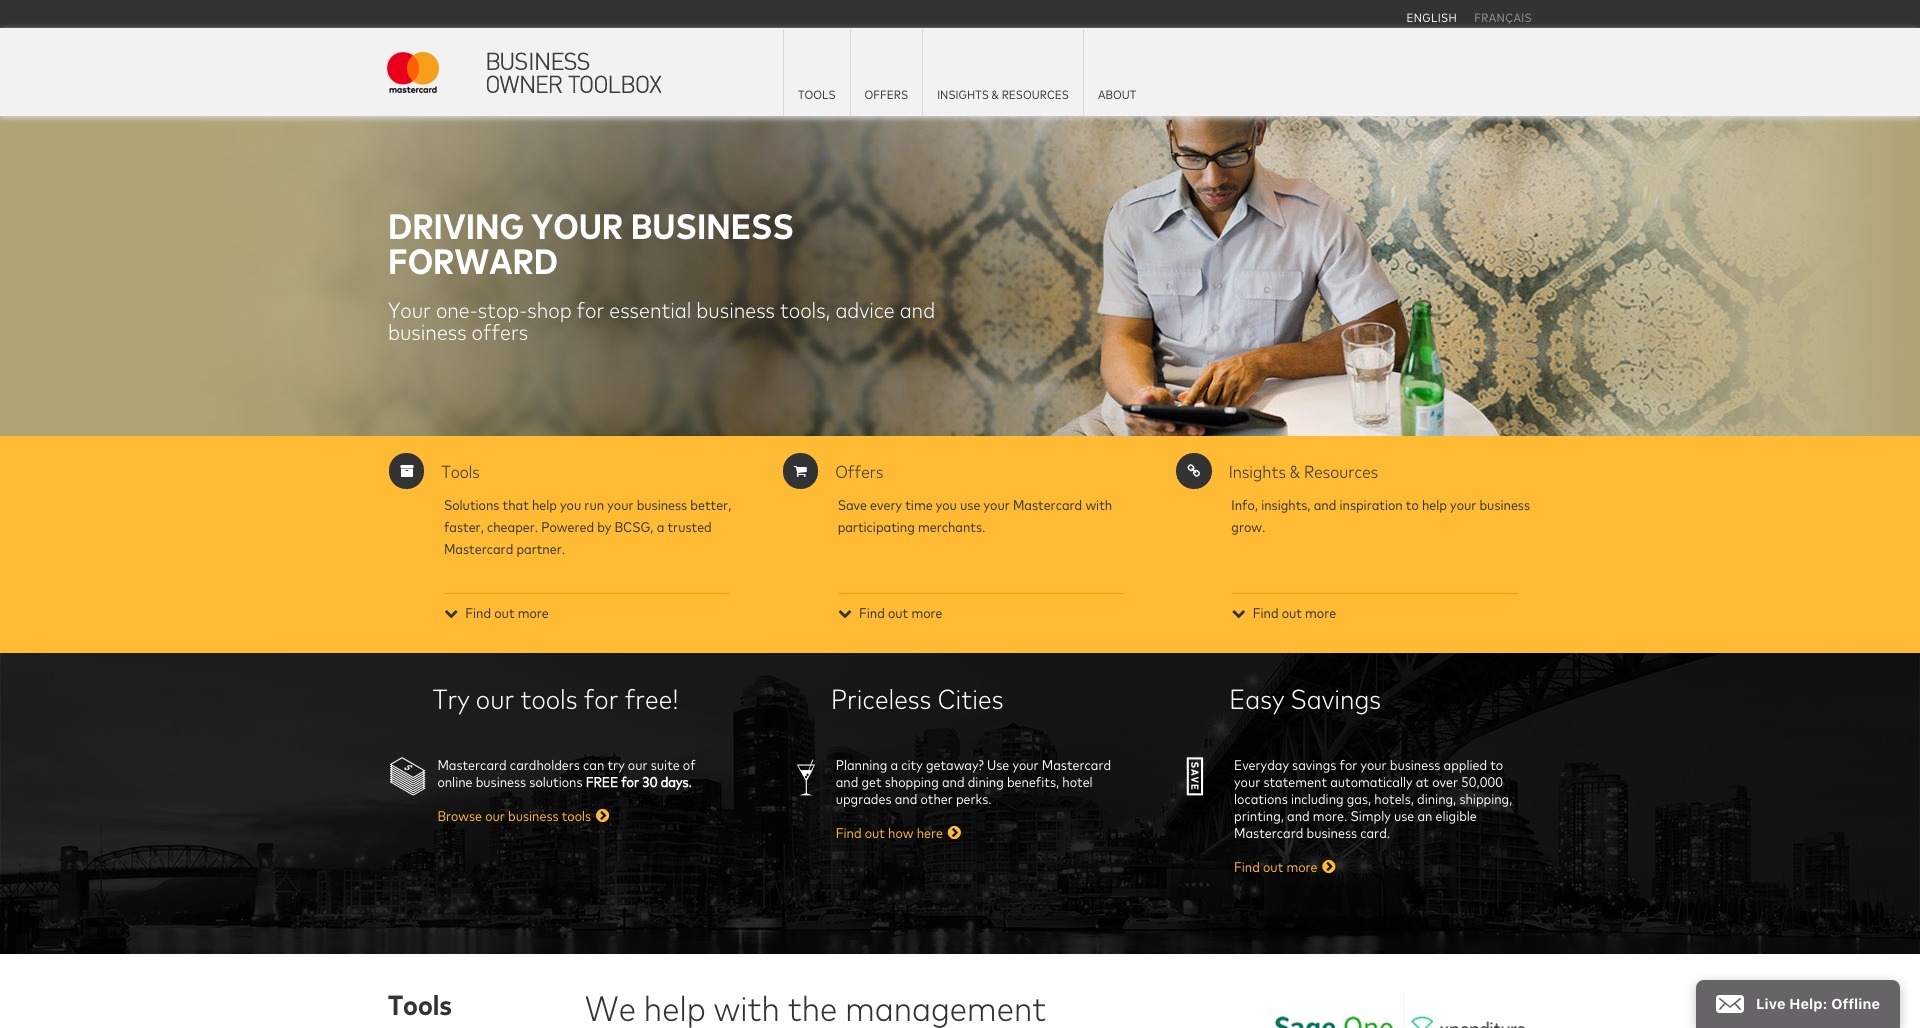 ENGLISH FRANÇAIS
mastercard
BUSINESS
OWNER TOOLBOX
TOOLS OFFERS INSIGHTS & RESOURCES ABOUT
DRIVING YOUR BUSINESS
FORWARD
Your one-stop-shop for essential business tools, advice and
business offers
Tools
Solutions that help you run your business better,
faster, cheaper. Powered by BCSG, a trusted
Mastercard partner.
Find out more
Offers
Save every time you use your Mastercard with
participating merchants.
Find out more
Insights & Resources
Info, insights, and inspiration to help your business
grow.
Find out more
Try our tools for free!
Mastercard cardholders can try our suite of
online business solutions FREE for 30 days.
Browse our business tools
Priceless Cities
Planning a city getaway? Use your Mastercard
and get shopping and dining benefits, hotel
upgrades and other perks.
Find out how here
Easy Savings
SAVE
Everyday savings for your business applied to
your statement automatically at over 50,000
locations including gas, hotels, dining, shipping,
printing, and more. Simply use an eligible
Mastercard business card.
Find out more
Tools
We help with the management
Sage One
xpenditure
Live Help: Offline